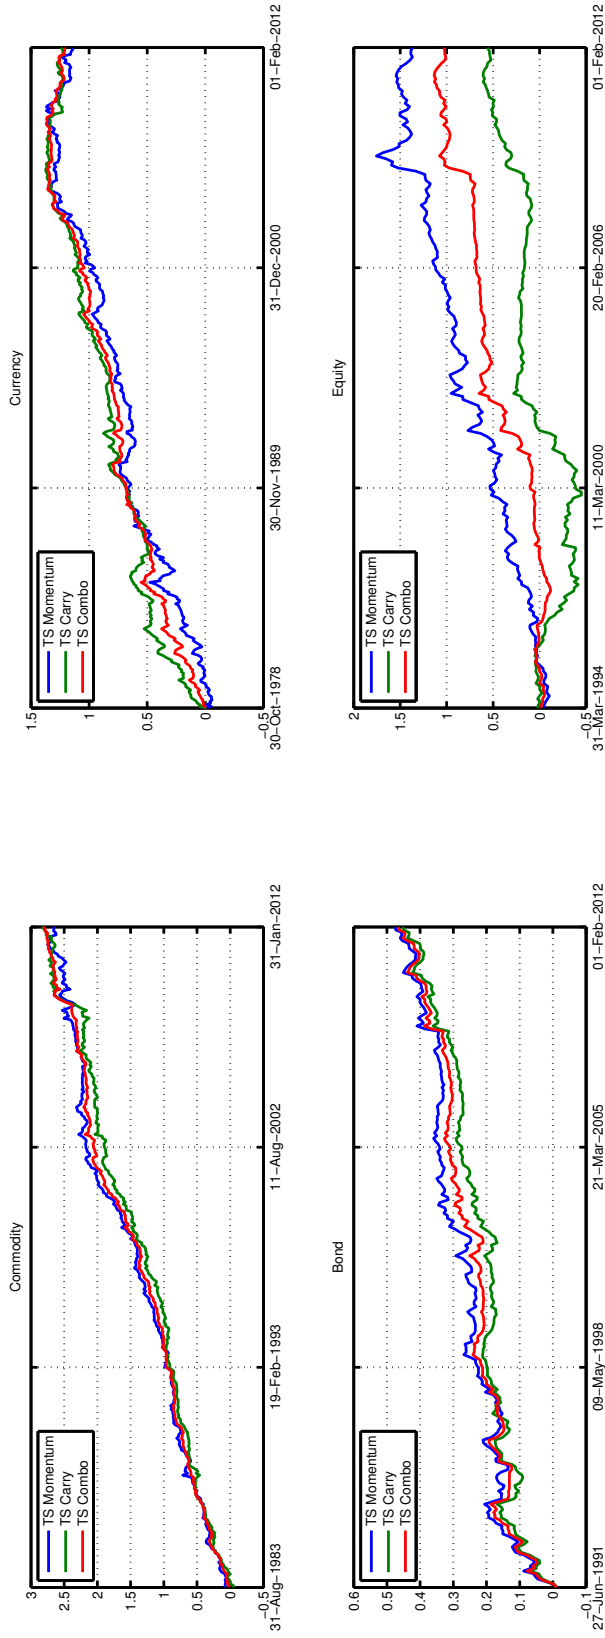 Commodity
3
2.5
2
1.5
1
0.5
0
−0.5
31−Aug−1983
19−Feb−1993
11−Aug−2002
31−Jan−2012
TS Momentum
TS Carry
TS Combo
Currency
1.5
1
0.5
0
−0.5
30−Oct−1978
30−Nov−1989
31−Dec−2000
01−Feb−2012
TS Momentum
TS Carry
TS Combo
Bond
0.6
0.5
0.4
0.3
0.2
0.1
0
−0.1
27−Jun−1991
09−May−1998
21−Mar−2005
01−Feb−2012
TS Momentum
TS Carry
TS Combo
Equity
2
1.5
1
0.5
0
−0.5
31−Mar−1994
11−Mar−2000
20−Feb−2006
01−Feb−2012
TS Momentum
TS Carry
TS Combo